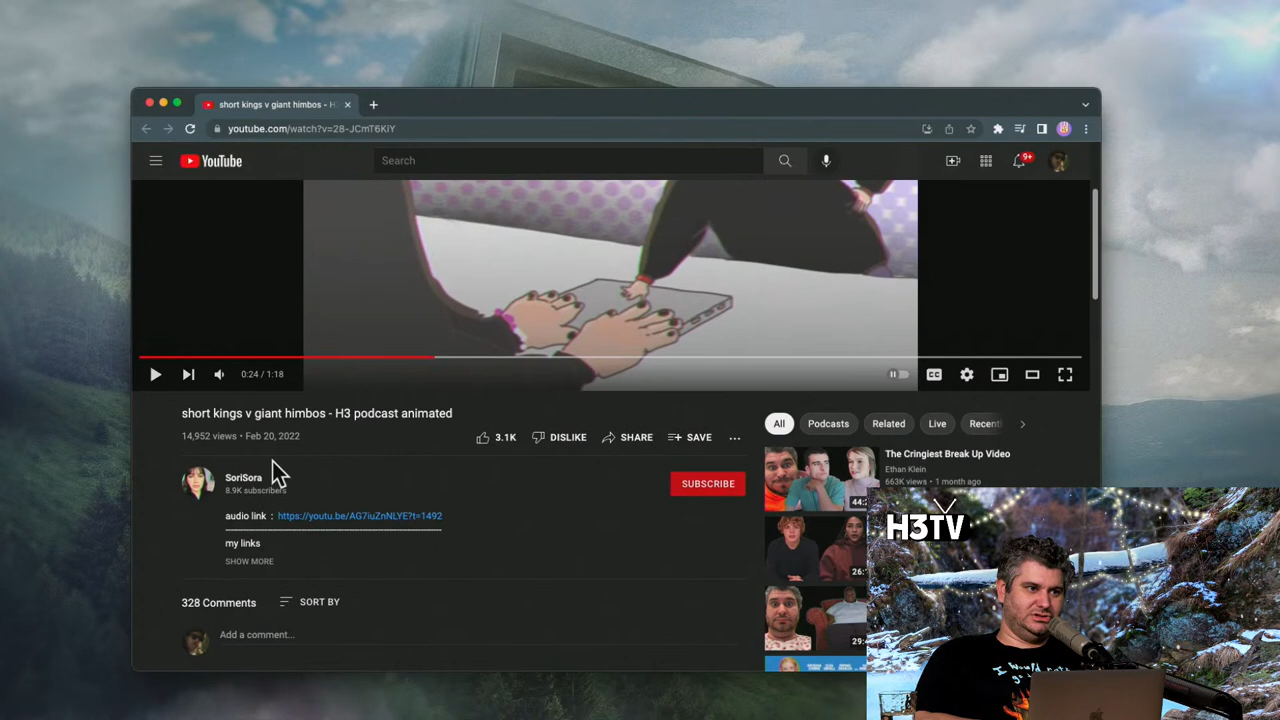 short kings v giant himbos - H
youtube.com/watch?v=28-JCmT6KiY
YouTube
Search
9+
0:24 / 1:18
CC
short kings v giant himbos - H3 podcast animated
14,952 views • Feb 20, 2022
3.1K
DISLIKE
SHARE
SAVE
SoriSora
8.9K subscribers
SUBSCRIBE
audio link : https://youtu.be/AG7iuZnNLYE?t=1492
my links
SHOW MORE
328 Comments
SORT BY
Add a comment...
All
Podcasts
Related
Live
Recent
The Cringiest Break Up Video
Ethan Klein
663K views • 1 month ago
44:2
26:
29:
H3TV
I would